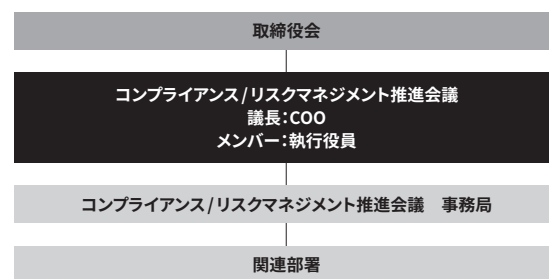 取締役会
コンプライアンス/リスクマネジメント推進会議
議長:COO
メンバー:執行役員
コンプライアンス/リスクマネジメント推進会議　事務局
関連部署